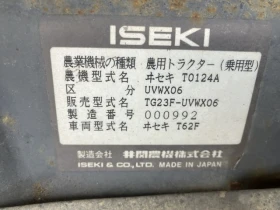 ISEKI
農業機械の種類 農用トラクター(乗用型)
農機型式名 ヰセキ T0124A
区分 UVWX06
販売型式名 TG23F-UVWX06
製造番号 000992
車両型式名 ヰセキ T62F
製造会社 井関農機株式会社
ISEKI & CO., LTD. MADE IN JAPAN